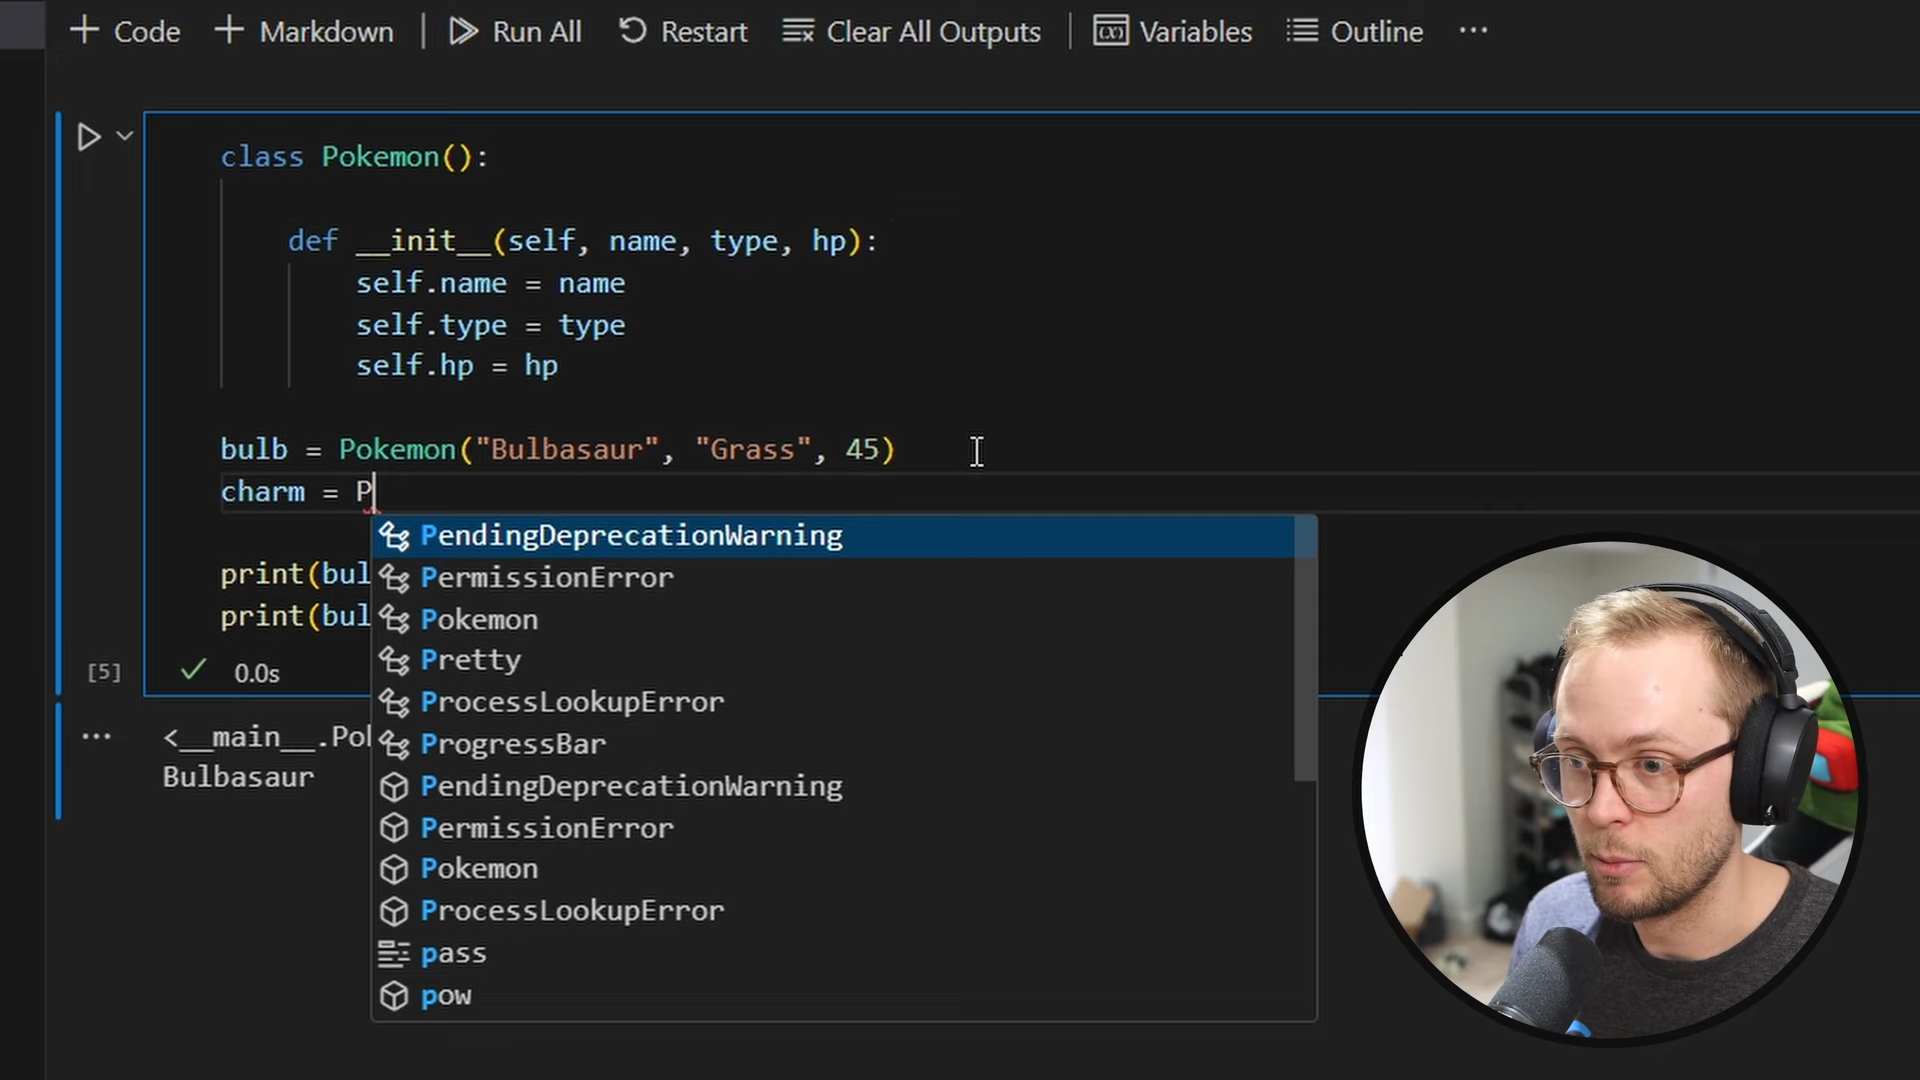 Code Markdown Run All Restart Clear All Outputs Variables Outline ...
class Pokemon():
def __init__(self, name, type, hp):
self.name = name
self.type = type
self.hp = hp
bulb = Pokemon("Bulbasaur", "Grass", 45)
charm = P
PendingDeprecationWarning
print(bul
PermissionError
print(bul
Pokemon
Pretty
[5] 0.0s
ProcessLookupError
<__main__.Pok
ProgressBar
Bulbasaur
PendingDeprecationWarning
PermissionError
Pokemon
ProcessLookupError
pass
pow